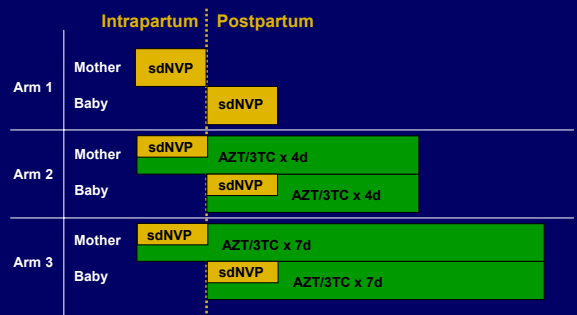 Intrapartum Postpartum
Mother sdNVP
Arm 1
Baby sdNVP
Mother sdNVP AZT/3TC x 4d
Arm 2
Baby sdNVP AZT/3TC x 4d
Mother sdNVP AZT/3TC x 7d
Arm 3
Baby sdNVP AZT/3TC x 7d